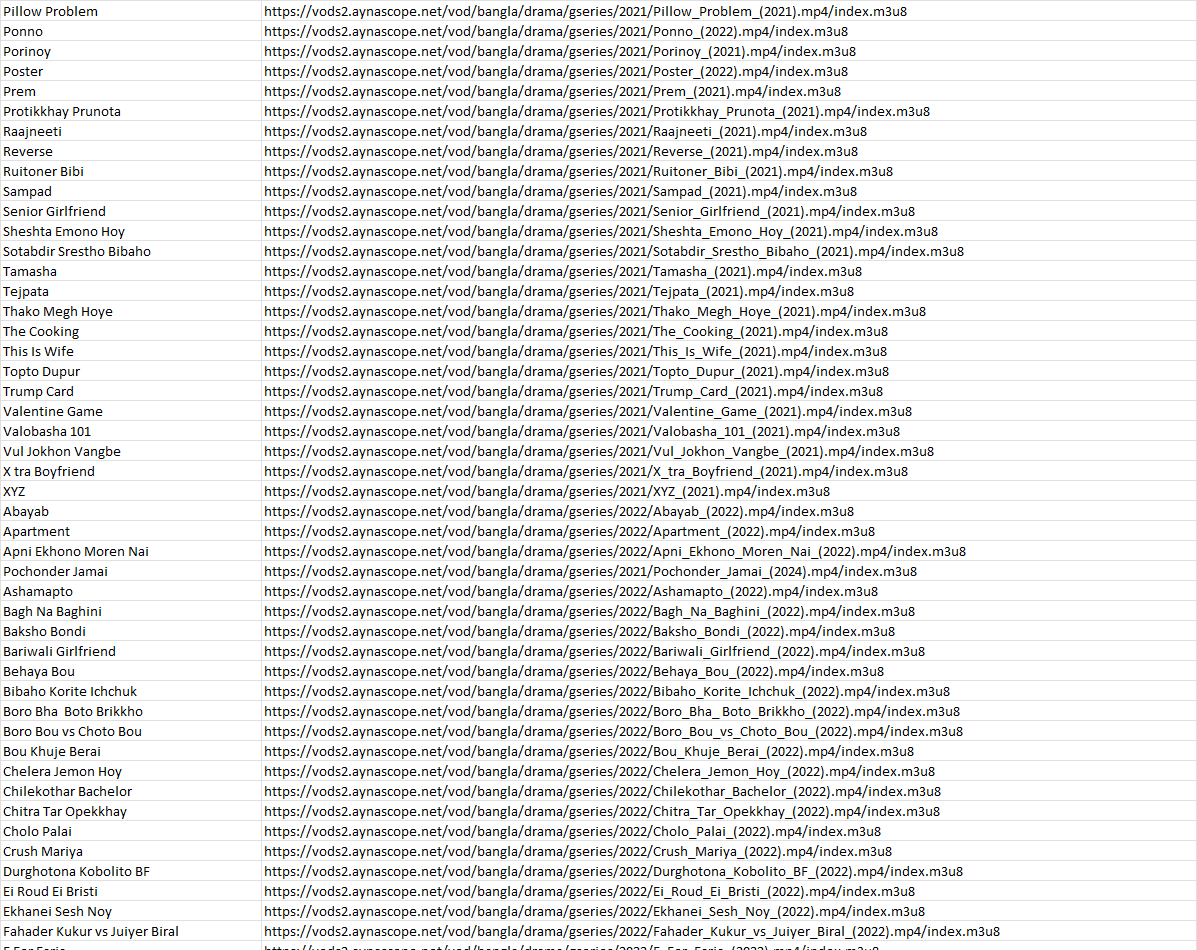 Pillow Problem https://vods2.aynascope.net/vod/bangla/drama/gseries/2021/Pillow_Problem_(2021).mp4/index.m3u8
Ponno https://vods2.aynascope.net/vod/bangla/drama/gseries/2021/Ponno_(2022).mp4/index.m3u8
Porinoy https://vods2.aynascope.net/vod/bangla/drama/gseries/2021/Porinoy_(2021).mp4/index.m3u8
Poster https://vods2.aynascope.net/vod/bangla/drama/gseries/2021/Poster_(2022).mp4/index.m3u8
Prem https://vods2.aynascope.net/vod/bangla/drama/gseries/2021/Prem_(2021).mp4/index.m3u8
Protikkhay Prunota https://vods2.aynascope.net/vod/bangla/drama/gseries/2021/Protikkhay_Prunota_(2021).mp4/index.m3u8
Raajneeti https://vods2.aynascope.net/vod/bangla/drama/gseries/2021/Raajneeti_(2021).mp4/index.m3u8
Reverse https://vods2.aynascope.net/vod/bangla/drama/gseries/2021/Reverse_(2021).mp4/index.m3u8
Ruitoner Bibi https://vods2.aynascope.net/vod/bangla/drama/gseries/2021/Ruitoner_Bibi_(2021).mp4/index.m3u8
Sampad https://vods2.aynascope.net/vod/bangla/drama/gseries/2021/Sampad_(2021).mp4/index.m3u8
Senior Girlfriend https://vods2.aynascope.net/vod/bangla/drama/gseries/2021/Senior_Girlfriend_(2021).mp4/index.m3u8
Sheshta Emono Hoy https://vods2.aynascope.net/vod/bangla/drama/gseries/2021/Sheshta_Emono_Hoy_(2021).mp4/index.m3u8
Sotabdir Srestho Bibaho https://vods2.aynascope.net/vod/bangla/drama/gseries/2021/Sotabdir_Srestho_Bibaho_(2021).mp4/index.m3u8
Tamasha https://vods2.aynascope.net/vod/bangla/drama/gseries/2021/Tamasha_(2021).mp4/index.m3u8
Tejpata https://vods2.aynascope.net/vod/bangla/drama/gseries/2021/Tejpata_(2021).mp4/index.m3u8
Thako Megh Hoye https://vods2.aynascope.net/vod/bangla/drama/gseries/2021/Thako_Megh_Hoye_(2021).mp4/index.m3u8
The Cooking https://vods2.aynascope.net/vod/bangla/drama/gseries/2021/The_Cooking_(2021).mp4/index.m3u8
This Is Wife https://vods2.aynascope.net/vod/bangla/drama/gseries/2021/This_Is_Wife_(2021).mp4/index.m3u8
Topto Dupur https://vods2.aynascope.net/vod/bangla/drama/gseries/2021/Topto_Dupur_(2021).mp4/index.m3u8
Trump Card https://vods2.aynascope.net/vod/bangla/drama/gseries/2021/Trump_Card_(2021).mp4/index.m3u8
Valentine Game https://vods2.aynascope.net/vod/bangla/drama/gseries/2021/Valentine_Game_(2021).mp4/index.m3u8
Valobasha 101 https://vods2.aynascope.net/vod/bangla/drama/gseries/2021/Valobasha_101_(2021).mp4/index.m3u8
Vul Jokhon Vangbe https://vods2.aynascope.net/vod/bangla/drama/gseries/2021/Vul_Jokhon_Vangbe_(2021).mp4/index.m3u8
X tra Boyfriend https://vods2.aynascope.net/vod/bangla/drama/gseries/2021/X_tra_Boyfriend_(2021).mp4/index.m3u8
XYZ https://vods2.aynascope.net/vod/bangla/drama/gseries/2021/XYZ_(2021).mp4/index.m3u8
Abayab https://vods2.aynascope.net/vod/bangla/drama/gseries/2022/Abayab_(2022).mp4/index.m3u8
Apartment https://vods2.aynascope.net/vod/bangla/drama/gseries/2022/Apartment_(2022).mp4/index.m3u8
Apni Ekhono Moren Nai https://vods2.aynascope.net/vod/bangla/drama/gseries/2022/Apni_Ekhono_Moren_Nai_(2022).mp4/index.m3u8
Pochonder Jamai https://vods2.aynascope.net/vod/bangla/drama/gseries/2021/Pochonder_Jamai_(2024).mp4/index.m3u8
Ashamapto https://vods2.aynascope.net/vod/bangla/drama/gseries/2022/Ashamapto_(2022).mp4/index.m3u8
Bagh Na Baghini https://vods2.aynascope.net/vod/bangla/drama/gseries/2022/Bagh_Na_Baghini_(2022).mp4/index.m3u8
Baksho Bondi https://vods2.aynascope.net/vod/bangla/drama/gseries/2022/Baksho_Bondi_(2022).mp4/index.m3u8
Bariwali Girlfriend https://vods2.aynascope.net/vod/bangla/drama/gseries/2022/Bariwali_Girlfriend_(2022).mp4/index.m3u8
Behaya Bou https://vods2.aynascope.net/vod/bangla/drama/gseries/2022/Behaya_Bou_(2022).mp4/index.m3u8
Bibaho Korite Ichchuk https://vods2.aynascope.net/vod/bangla/drama/gseries/2022/Bibaho_Korite_Ichchuk_(2022).mp4/index.m3u8
Boro Bha  Boto Brikkho https://vods2.aynascope.net/vod/bangla/drama/gseries/2022/Boro_Bha_ Boto_Brikkho_(2022).mp4/index.m3u8
Boro Bou vs Choto Bou https://vods2.aynascope.net/vod/bangla/drama/gseries/2022/Boro_Bou_vs_Choto_Bou_(2022).mp4/index.m3u8
Bou Khuje Berai https://vods2.aynascope.net/vod/bangla/drama/gseries/2022/Bou_Khuje_Berai_(2022).mp4/index.m3u8
Chelera Jemon Hoy https://vods2.aynascope.net/vod/bangla/drama/gseries/2022/Chelera_Jemon_Hoy_(2022).mp4/index.m3u8
Chilekothar Bachelor https://vods2.aynascope.net/vod/bangla/drama/gseries/2022/Chilekothar_Bachelor_(2022).mp4/index.m3u8
Chitra Tar Opekkhay https://vods2.aynascope.net/vod/bangla/drama/gseries/2022/Chitra_Tar_Opekkhay_(2022).mp4/index.m3u8
Cholo Palai https://vods2.aynascope.net/vod/bangla/drama/gseries/2022/Cholo_Palai_(2022).mp4/index.m3u8
Crush Mariya https://vods2.aynascope.net/vod/bangla/drama/gseries/2022/Crush_Mariya_(2022).mp4/index.m3u8
Durghotona Kobolito BF https://vods2.aynascope.net/vod/bangla/drama/gseries/2022/Durghotona_Kobolito_BF_(2022).mp4/index.m3u8
Ei Roud Ei Bristi https://vods2.aynascope.net/vod/bangla/drama/gseries/2022/Ei_Roud_Ei_Bristi_(2022).mp4/index.m3u8
Ekhanei Sesh Noy https://vods2.aynascope.net/vod/bangla/drama/gseries/2022/Ekhanei_Sesh_Noy_(2022).mp4/index.m3u8
Fahader Kukur vs Juiyer Biral https://vods2.aynascope.net/vod/bangla/drama/gseries/2022/Fahader_Kukur_vs_Juiyer_Biral_(2022).mp4/index.m3u8